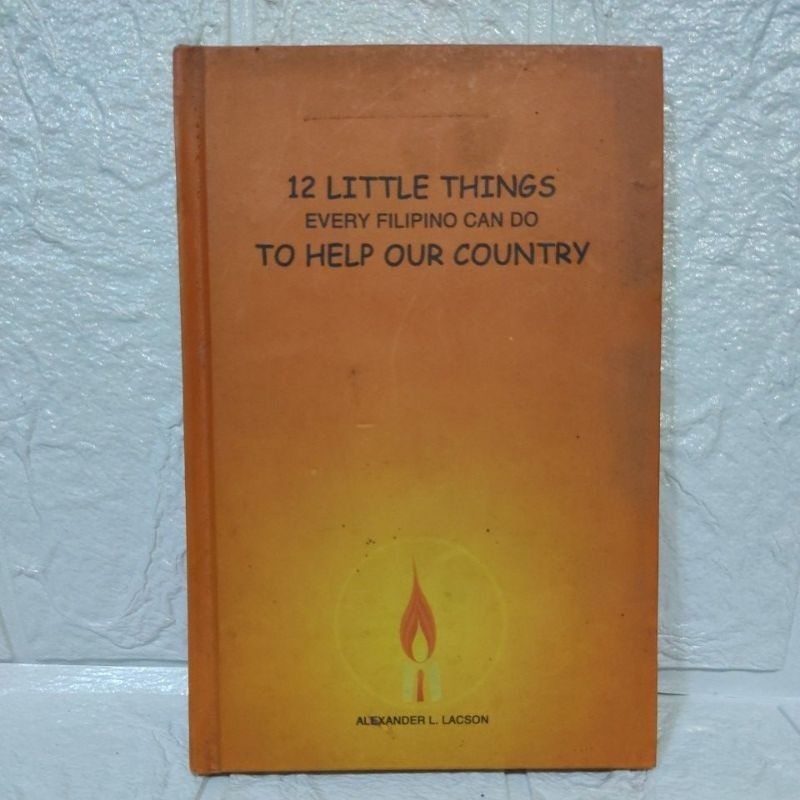 12 LITTLE THINGS
EVERY FILIPINO CAN DO
TO HELP OUR COUNTRY
ALEXANDER L. LACSON